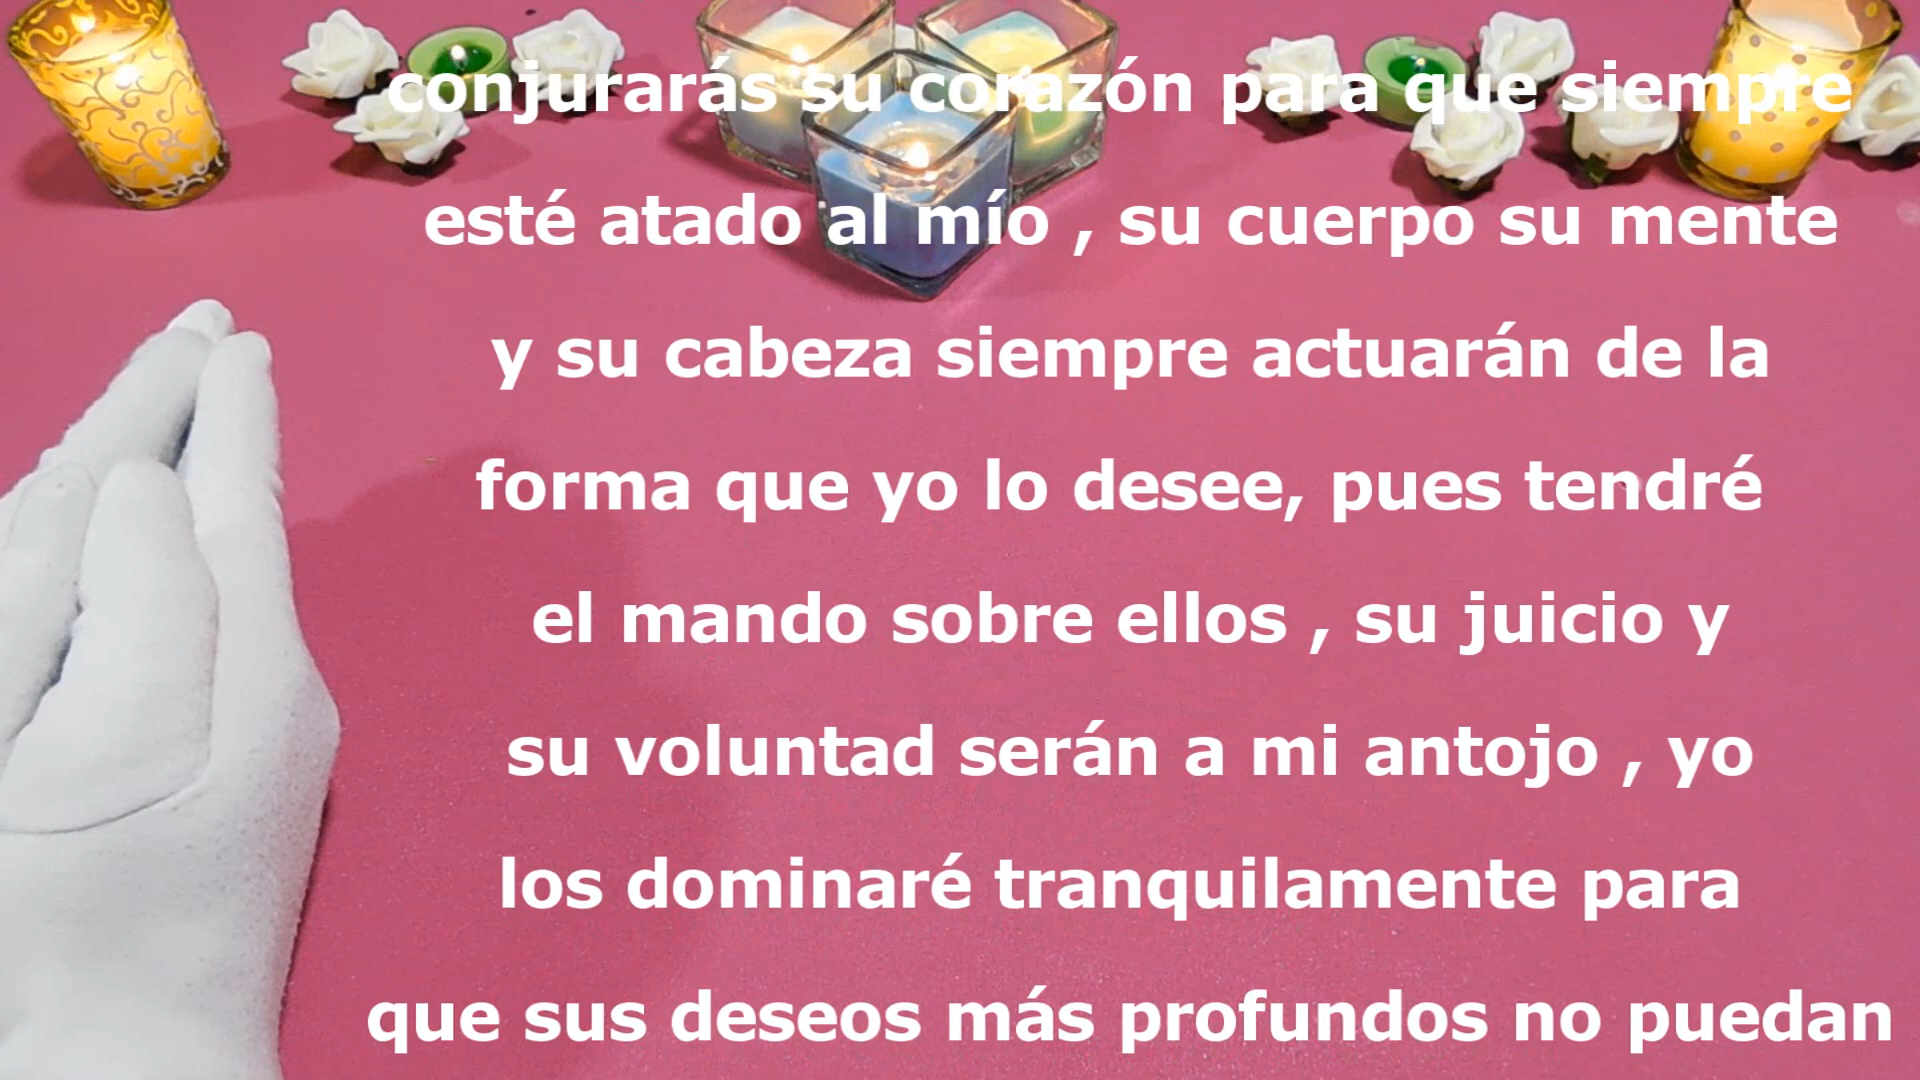 conjurarás su corazón para que siempre
esté atado al mío , su cuerpo su mente
y su cabeza siempre actuarán de la
forma que yo lo desee, pues tendré
el mando sobre ellos , su juicio y
su voluntad serán a mi antojo , yo
los dominaré tranquilamente para
que sus deseos más profundos no puedan